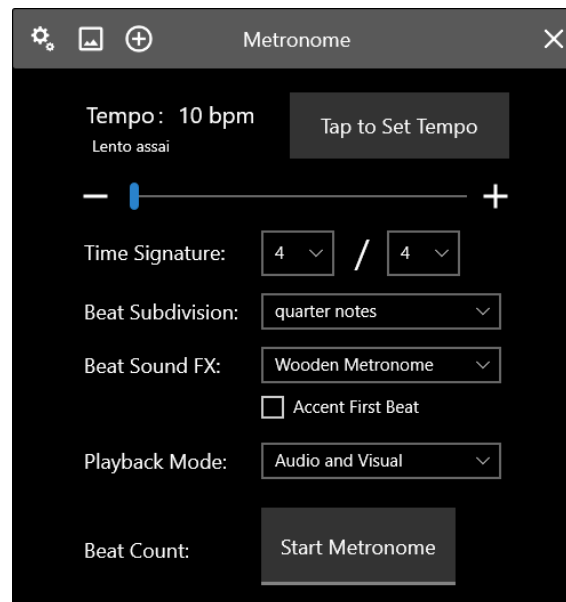 Metronome
Tempo: 10 bpm
Tap to Set Tempo
Lento assai
Time Signature: 4 / 4
Beat Subdivision: quarter notes
Beat Sound FX: Wooden Metronome
Accent First Beat
Playback Mode: Audio and Visual
Beat Count: Start Metronome